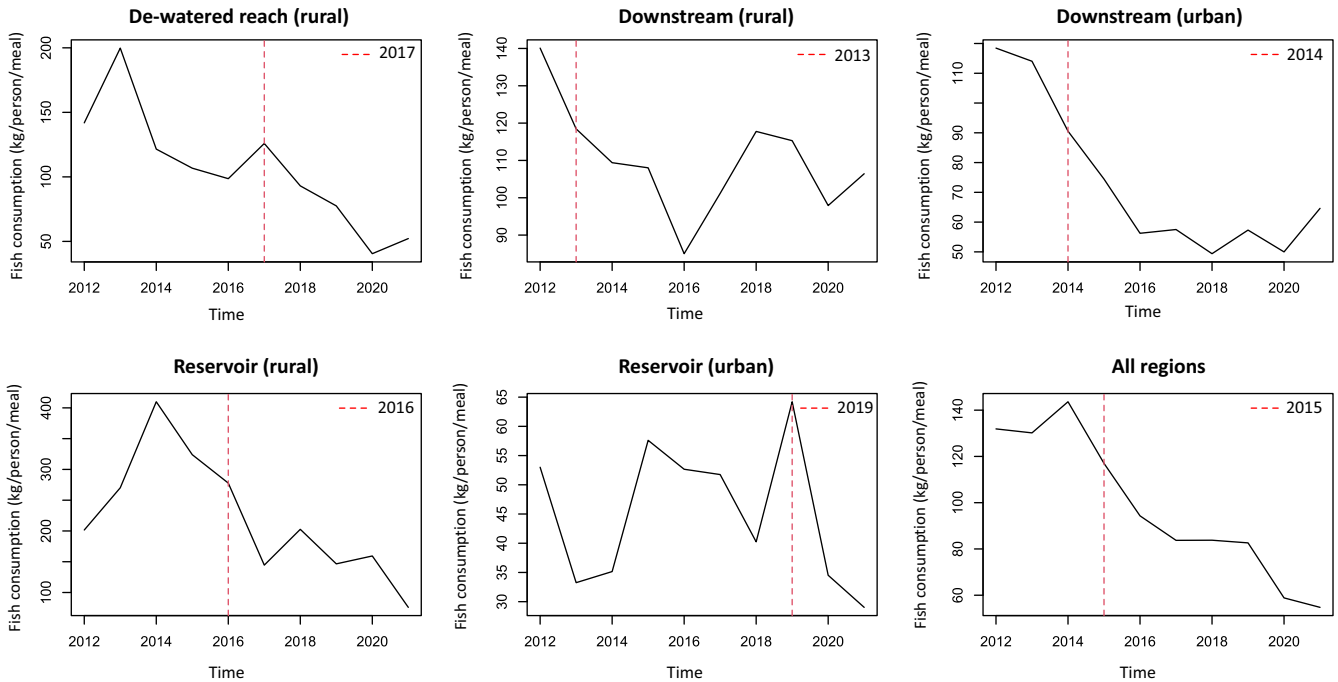 De-watered reach (rural)
Fish consumption (kg/person/meal)
200
150
100
50
2017
2012 2014 2016 2018 2020
Time
Downstream (rural)
Fish consumption (kg/person/meal)
140
130
120
110
100
90
2013
2012 2014 2016 2018 2020
Time
Downstream (urban)
Fish consumption (kg/person/meal)
110
90
80
70
60
50
2014
2012 2014 2016 2018 2020
Time
Reservoir (rural)
Fish consumption (kg/person/meal)
400
300
200
100
2016
2012 2014 2016 2018 2020
Time
Reservoir (urban)
Fish consumption (kg/person/meal)
65
60
55
50
45
40
35
30
2019
2012 2014 2016 2018 2020
Time
All regions
Fish consumption (kg/person/meal)
140
120
100
80
60
2015
2012 2014 2016 2018 2020
Time